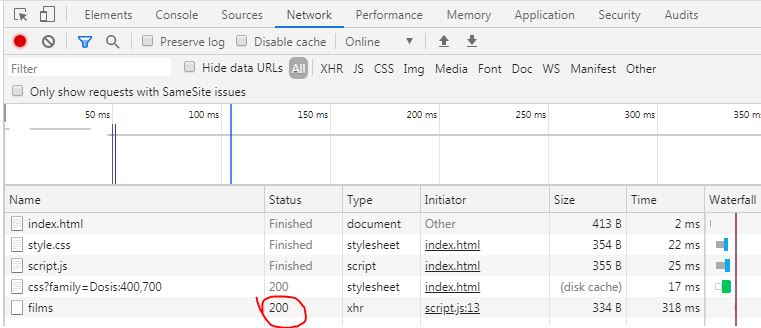 Elements Console Sources Network Performance Memory Application Security Audits
Preserve log Disable cache Online
Filter Hide data URLs All XHR JS CSS Img Media Font Doc WS Manifest Other
Only show requests with SameSite issues
50 ms 100 ms 150 ms 200 ms 250 ms 300 ms 350 ms
Name Status Type Initiator Size Time Waterfall
index.html Finished document Other 413 B 2 ms
style.css Finished stylesheet index.html 354 B 22 ms
script.js Finished script index.html 355 B 25 ms
css?family=Dosis:400,700 200 stylesheet index.html (disk cache) 17 ms
films 200 xhr script.js:13 334 B 318 ms